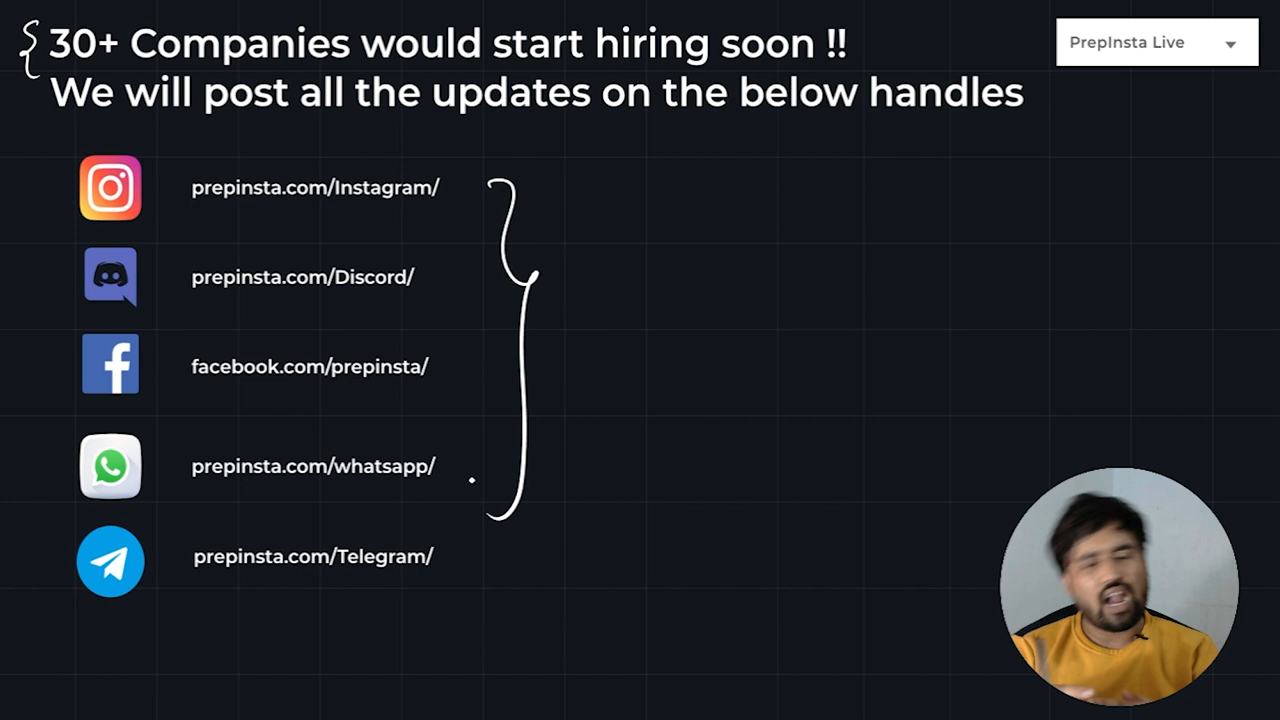 30+ Companies would start hiring soon !!
We will post all the updates on the below handles
PrepInsta Live
prepinsta.com/Instagram/
prepinsta.com/Discord/
facebook.com/prepinsta/
prepinsta.com/whatsapp/
prepinsta.com/Telegram/